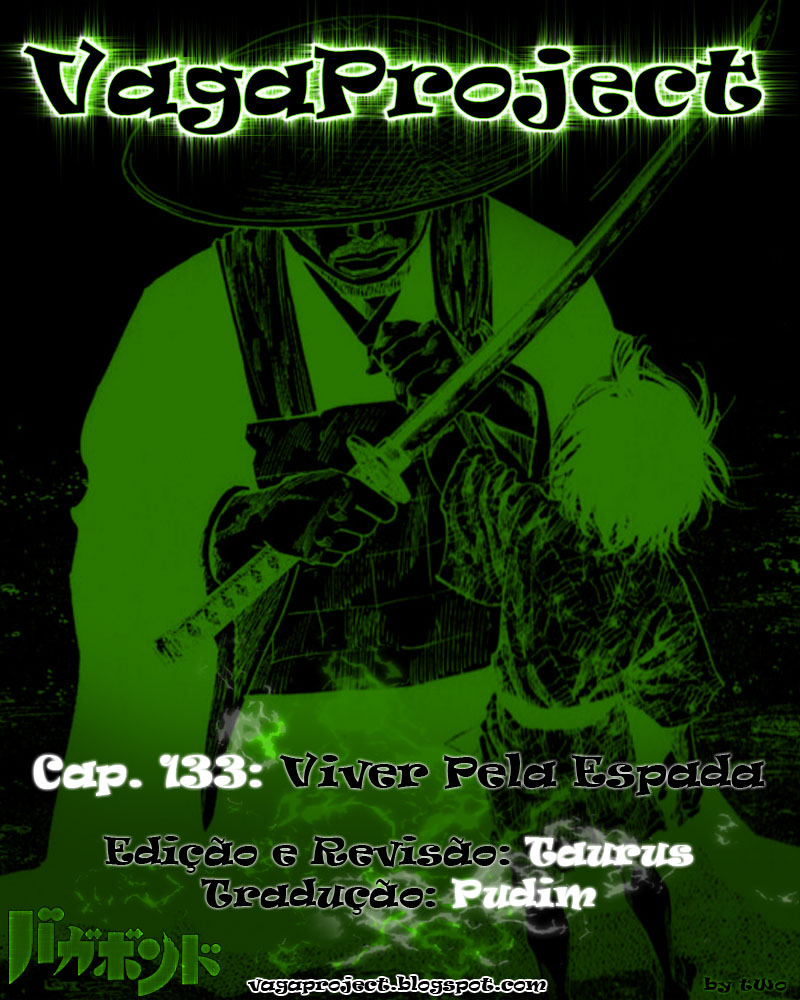 VagaProject
Cap. 133: Viver Pela Espada
Edição e Revisão: Taurus
Tradução: Pudim
バガボンド
vagaproject.blogspot.com
by tWo